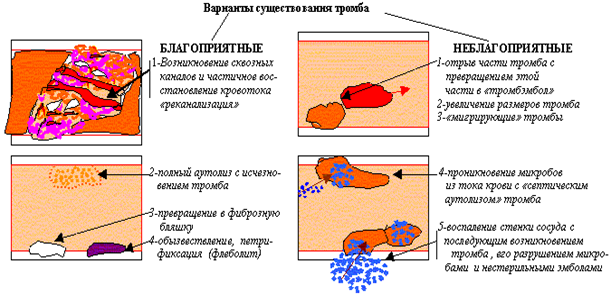 Варианты существования тромба
БЛАГОПРИЯТНЫЕ
1-Возникновение сквозных
каналов и частичное вос-
становление кровотока
«реканализация»
2-полный аутолиз с исчезно-
вением тромба
3-превращение в фиброзную
бляшку
4-обызвествление, петри-
фиксация (флеболит)
НЕБЛАГОПРИЯТНЫЕ
1-отрыв части тромба с
превращением этой
части в «тромбэмбол»
2-увеличение размеров тромба
3-«мигрирующие» тромбы
4-проникновение микробов
из тока крови с «септическим
аутолизом» тромба
5-воспаление стенки сосуда с
последующим возникновением
тромба , его разрушением микро-
бами и нестерильными эмболами